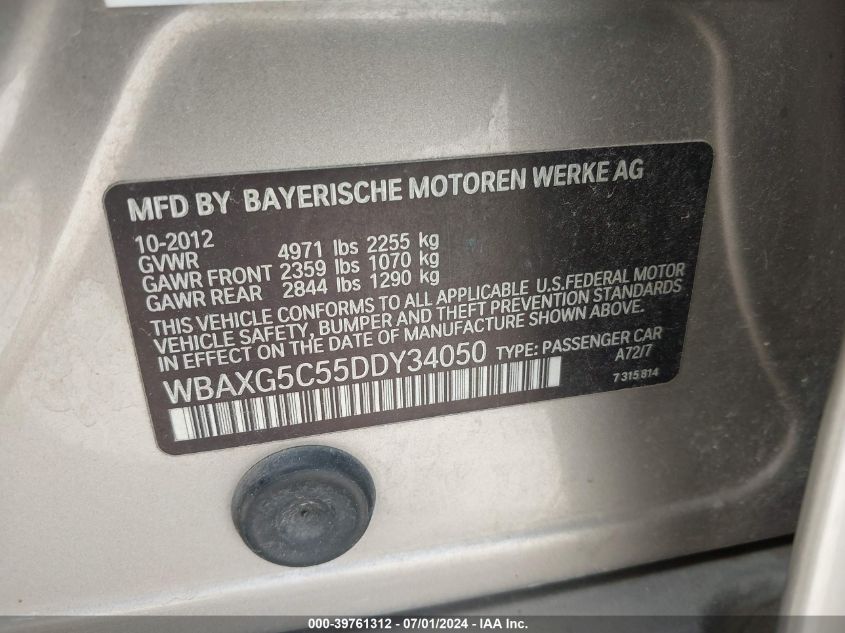 MFD BY BAYERISCHE MOTOREN WERKE AG
10-2012
GVWR 4971 lbs 2255 kg
GAWR FRONT 2359 lbs 1070 kg
GAWR REAR 2844 lbs 1290 kg
THIS VEHICLE CONFORMS TO ALL APPLICABLE U.S.FEDERAL MOTOR
VEHICLE SAFETY, BUMPER AND THEFT PREVENTION STANDARDS
IN EFFECT ON THE DATE OF MANUFACTURE SHOWN ABOVE.
WBAXG5C55DDY34050 TYPE: PASSENGER CAR
A72/7
7 315 814
000-39761312 - 07/01/2024 - IAA, Inc.